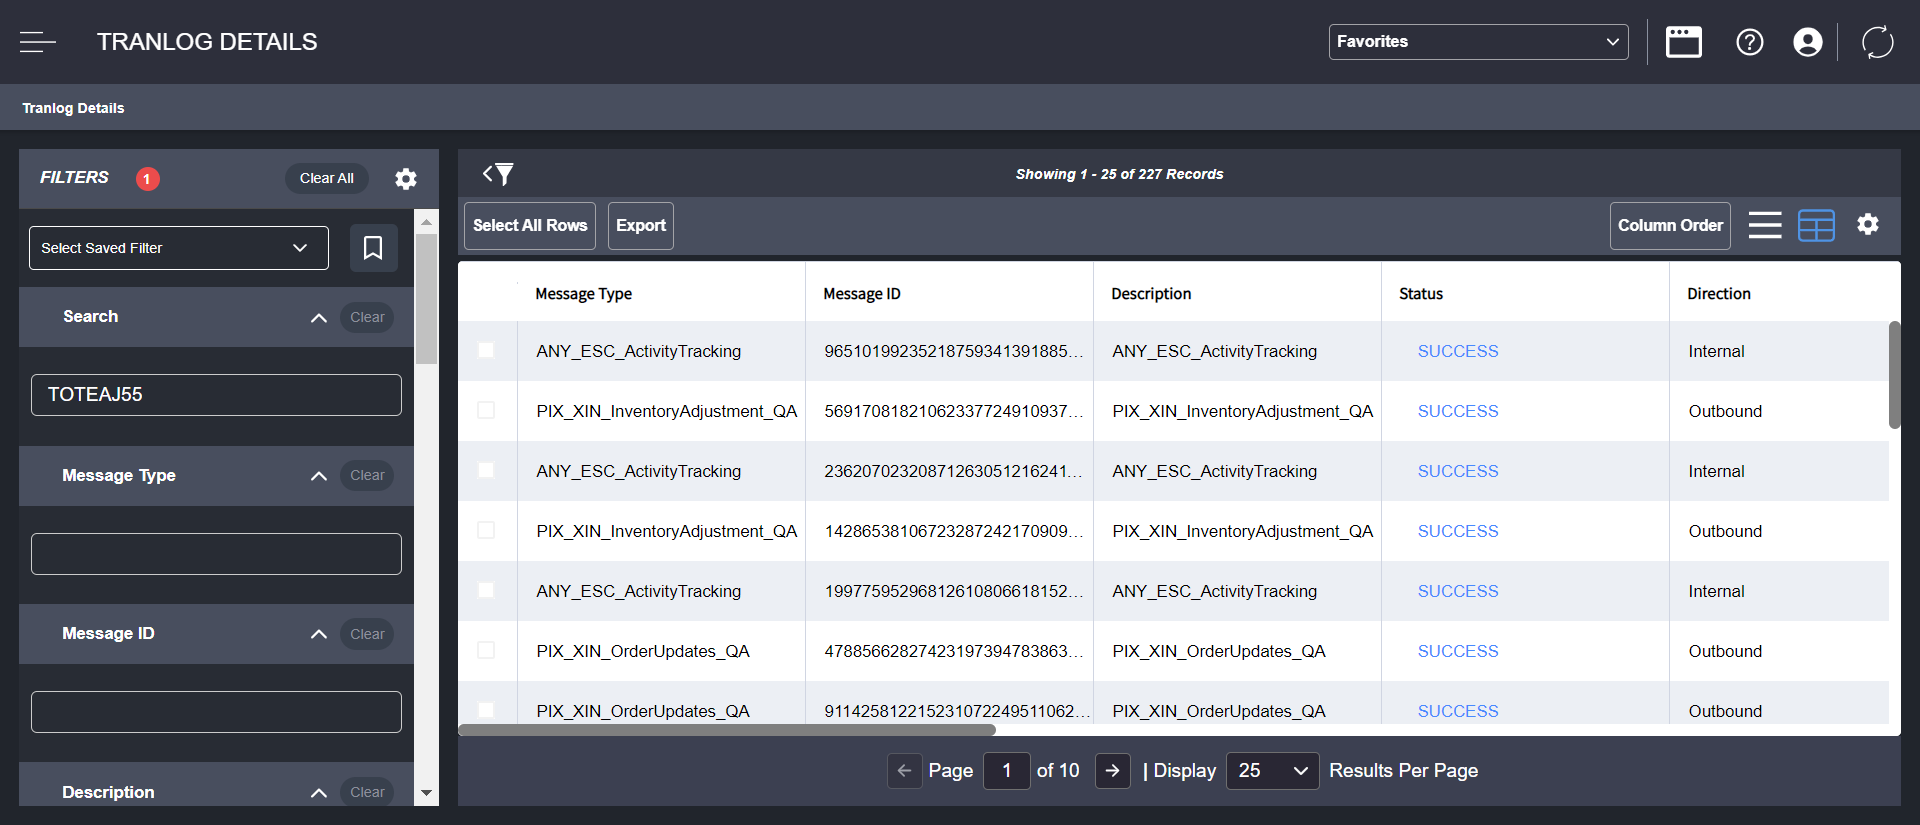 TRANLOG DETAILS
Favorites
Tranlog Details
FILTERS 1 Clear All
Select Saved Filter
Search Clear
TOTEAJ55
Message Type Clear
Message ID Clear
Description Clear
Showing 1 - 25 of 227 Records
Select All Rows Export Column Order
Message Type Message ID Description Status Direction
ANY_ESC_ActivityTracking 96510199235218759341391885... ANY_ESC_ActivityTracking SUCCESS Internal
PIX_XIN_InventoryAdjustment_QA 56917081821062337724910937... PIX_XIN_InventoryAdjustment_QA SUCCESS Outbound
ANY_ESC_ActivityTracking 23620702320871263051216241... ANY_ESC_ActivityTracking SUCCESS Internal
PIX_XIN_InventoryAdjustment_QA 14286538106723287242170909... PIX_XIN_InventoryAdjustment_QA SUCCESS Outbound
ANY_ESC_ActivityTracking 19977595296812610806618152... ANY_ESC_ActivityTracking SUCCESS Internal
PIX_XIN_OrderUpdates_QA 47885662827423197394783863... PIX_XIN_OrderUpdates_QA SUCCESS Outbound
PIX_XIN_OrderUpdates_QA 91142581221523107224951106​2... PIX_XIN_OrderUpdates_QA SUCCESS Outbound
Page 1 of 10 | Display 25 Results Per Page